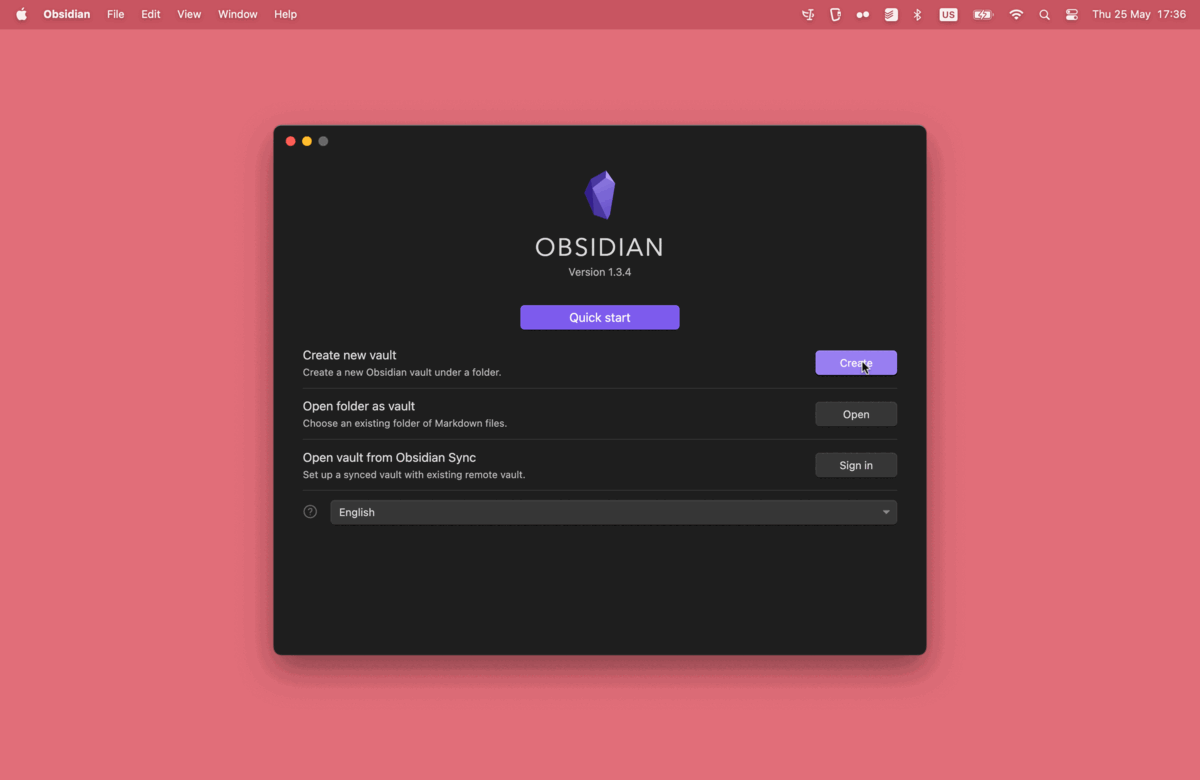 Obsidian File Edit View Window Help US Thu 25 May 17:36
OBSIDIAN
Version 1.3.4
Quick start
Create new vault
Create a new Obsidian vault under a folder.
Create
Open folder as vault
Choose an existing folder of Markdown files.
Open
Open vault from Obsidian Sync
Set up a synced vault with existing remote vault.
Sign in
? English